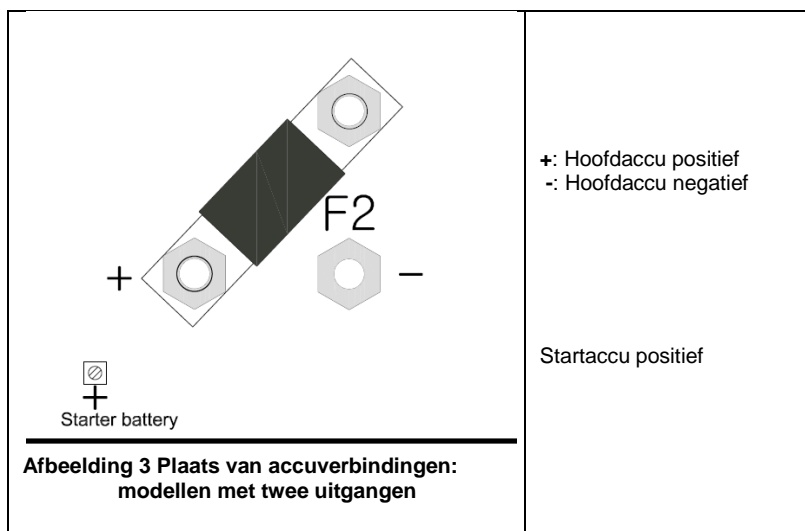 F2
+
-
+
Starter battery
Afbeelding 3 Plaats van accuverbindingen:
modellen met twee uitgangen
+: Hoofdaccu positief
-: Hoofdaccu negatief
Startaccu positief